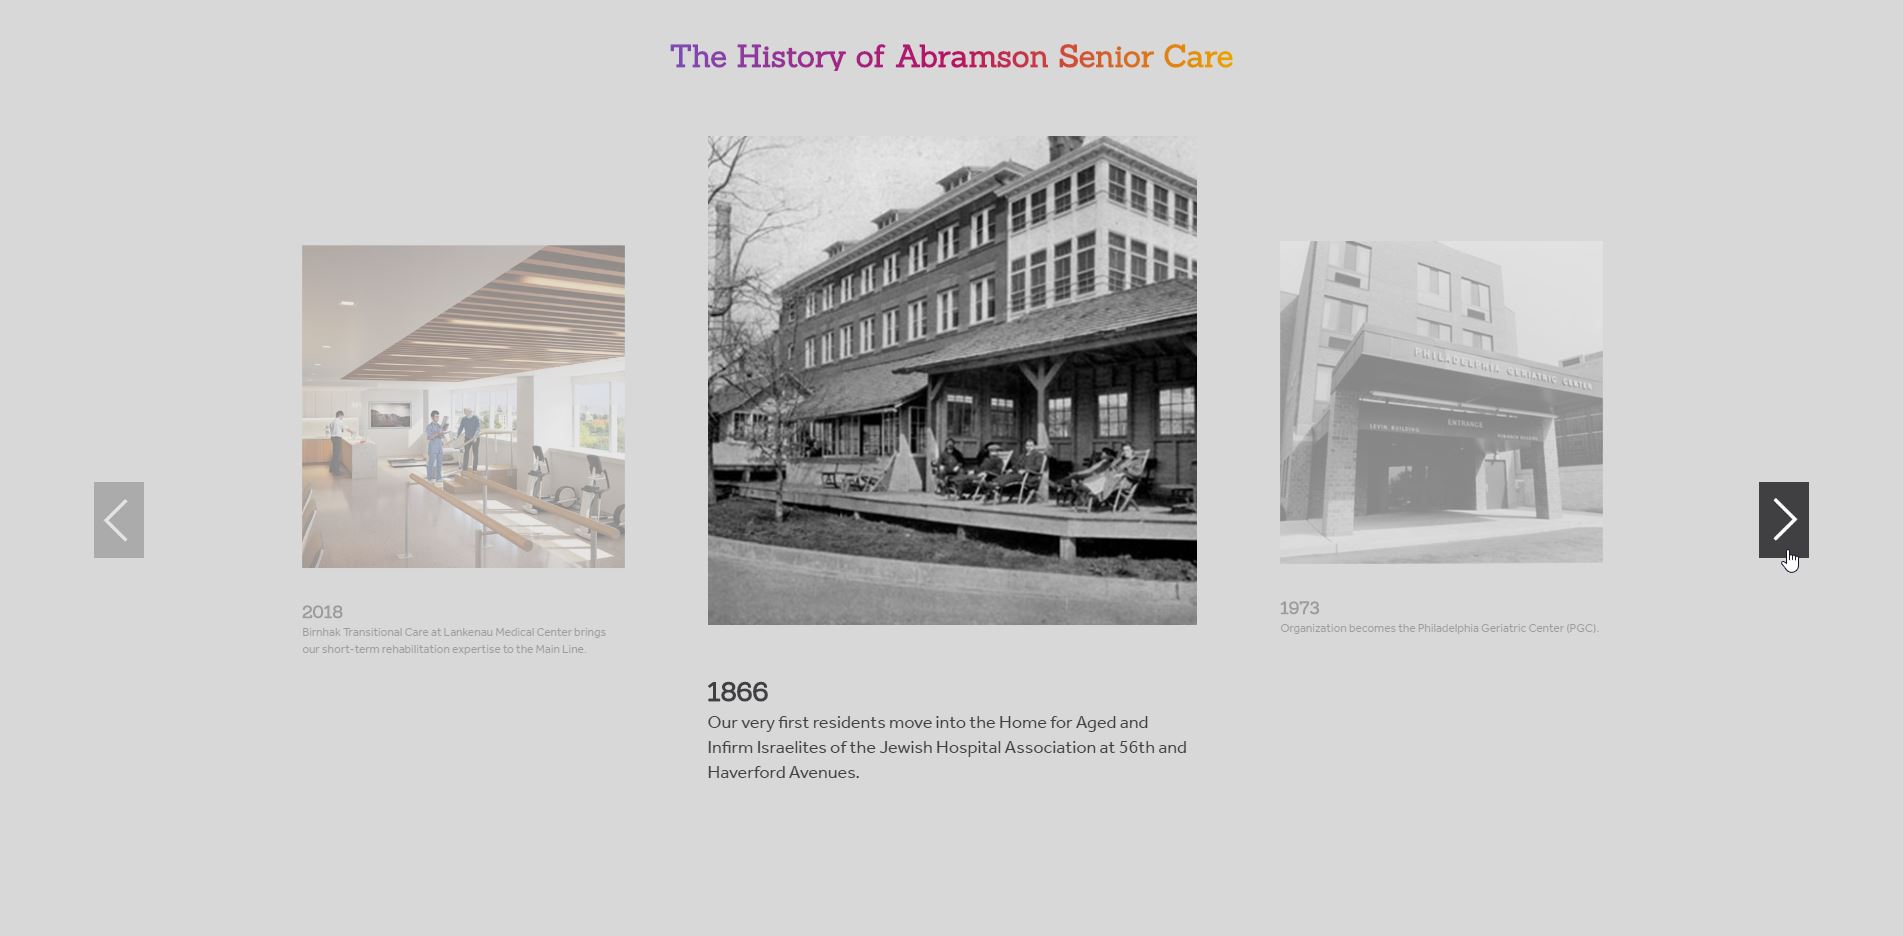 The History of Abramson Senior Care
2018
Birnhak Transitional Care at Lankenau Medical Center brings
our short-term rehabilitation expertise to the Main Line.
1866
Our very first residents move into the Home for Aged and
Infirm Israelites of the Jewish Hospital Association at 56th and
Haverford Avenues.
PHILADELPHIA GERIATRIC CENTER
LEVIN BUILDING
ENTRANCE
BUILDING
1973
Organization becomes the Philadelphia Geriatric Center (PGC).